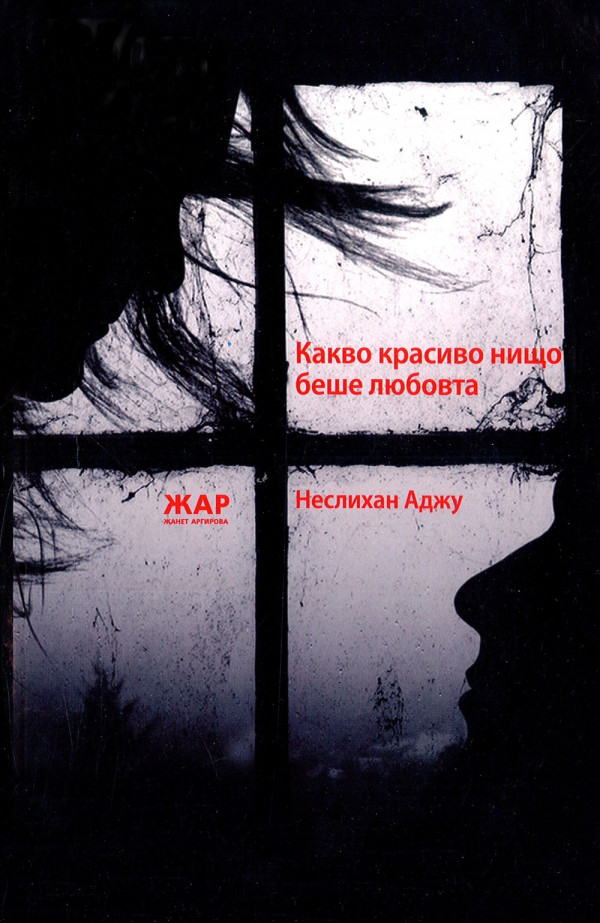 Какво красиво нищо
беше любовта
ЖАР
ЖАНЕТ АРГИРОВА
Неслихан Аджу